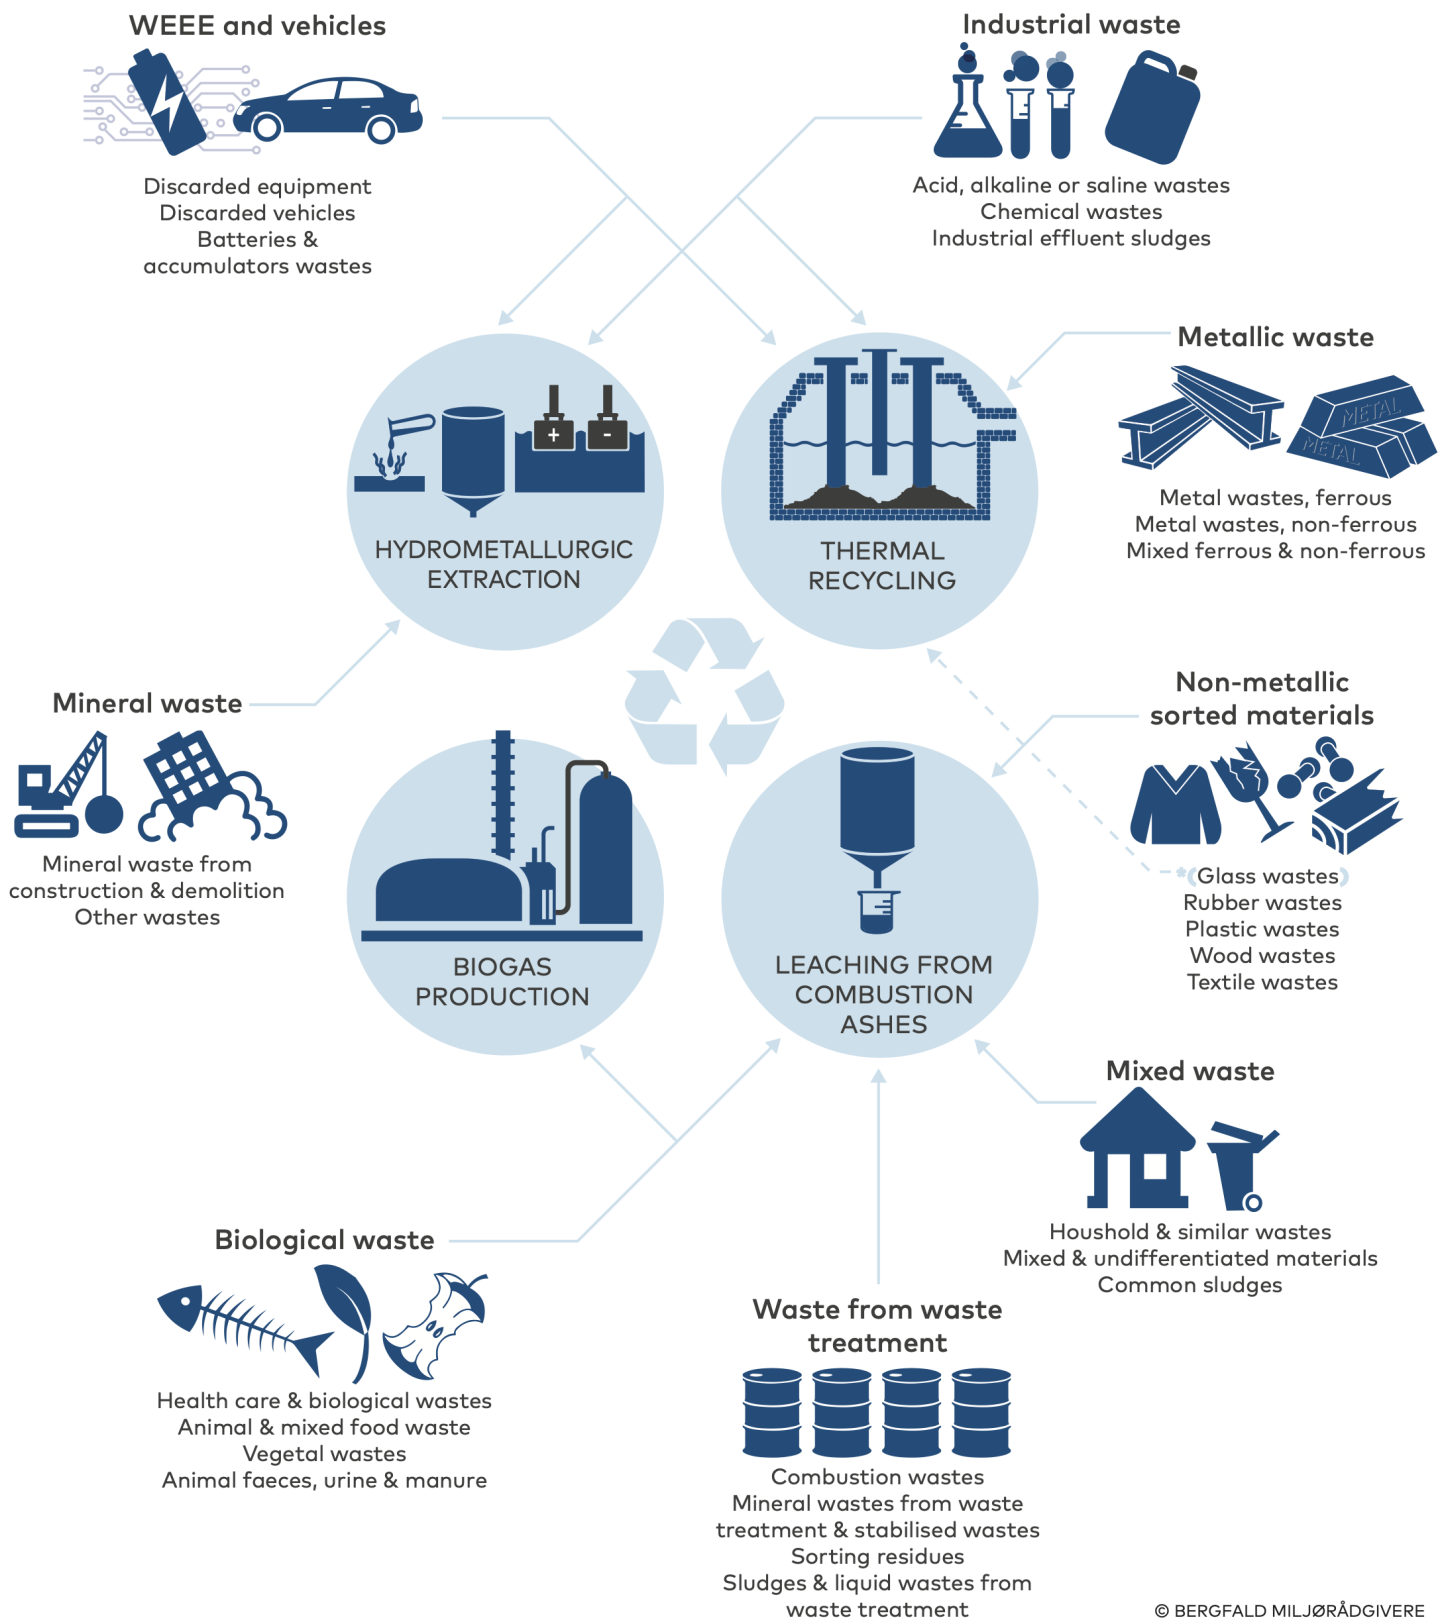 WEEE and vehicles
Discarded equipment
Discarded vehicles
Batteries &
accumulators wastes
Industrial waste
Acid, alkaline or saline wastes
Chemical wastes
Industrial effluent sludges
Metallic waste
METAL
METAL
Metal wastes, ferrous
Metal wastes, non-ferrous
Mixed ferrous & non-ferrous
+ -
HYDROMETALLURGIC
EXTRACTION
THERMAL
RECYCLING
Mineral waste
Mineral waste from
construction & demolition
Other wastes
Non-metallic
sorted materials
*(Glass wastes)
Rubber wastes
Plastic wastes
Wood wastes
Textile wastes
BIOGAS
PRODUCTION
LEACHING FROM
COMBUSTION
ASHES
Mixed waste
Houshold & similar wastes
Mixed & undifferentiated materials
Common sludges
Biological waste
Health care & biological wastes
Animal & mixed food waste
Vegetal wastes
Animal faeces, urine & manure
Waste from waste
treatment
Combustion wastes
Mineral wastes from waste
treatment & stabilised wastes
Sorting residues
Sludges & liquid wastes from
waste treatment
© BERGFALD MILJØRÅDGIVERE